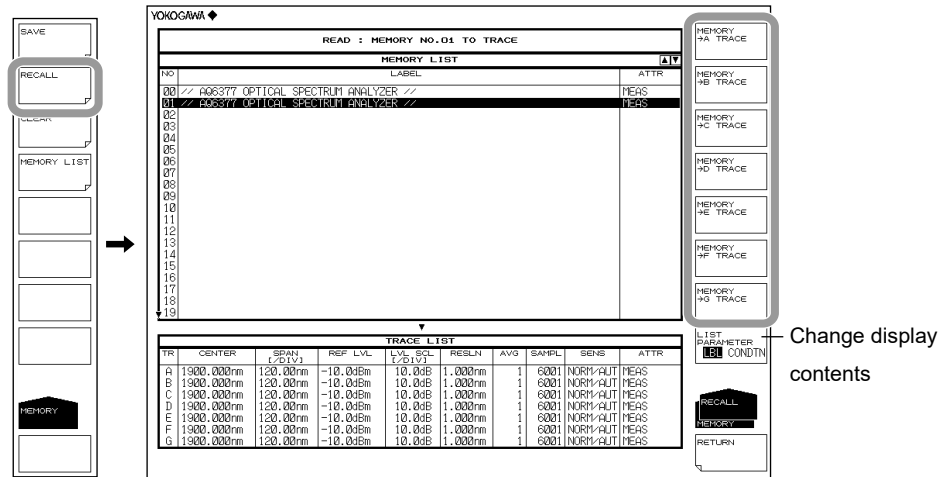 SAVE
RECALL
CLEAR
MEMORY LIST
MEMORY
YOKOGAWA ◆
READ : MEMORY NO.01 TO TRACE
MEMORY LIST
NO LABEL ATTR
00 // AQ6377 OPTICAL SPECTRUM ANALYZER // MEAS
01 // AQ6377 OPTICAL SPECTRUM ANALYZER // MEAS
02
03
04
05
06
07
08
09
10
11
12
13
14
15
16
17
18
19
TRACE LIST
TR CENTER SPAN [/DIV] REF LVL LVL SCL [/DIV] RESLN AVG SAMPL SENS ATTR
A 1900.000nm 120.00nm -10.0dBm 10.0dB 1.000nm 1 6001 NORM/AUT MEAS
B 1900.000nm 120.00nm -10.0dBm 10.0dB 1.000nm 1 6001 NORM/AUT MEAS
C 1900.000nm 120.00nm -10.0dBm 10.0dB 1.000nm 1 6001 NORM/AUT MEAS
D 1900.000nm 120.00nm -10.0dBm 10.0dB 1.000nm 1 6001 NORM/AUT MEAS
E 1900.000nm 120.00nm -10.0dBm 10.0dB 1.000nm 1 6001 NORM/AUT MEAS
F 1900.000nm 120.00nm -10.0dBm 10.0dB 1.000nm 1 6001 NORM/AUT MEAS
G 1900.000nm 120.00nm -10.0dBm 10.0dB 1.000nm 1 6001 NORM/AUT MEAS
MEMORY
→A TRACE
MEMORY
→B TRACE
MEMORY
→C TRACE
MEMORY
→D TRACE
MEMORY
→E TRACE
MEMORY
→F TRACE
MEMORY
→G TRACE
LIST
PARAMETER
LBL CONDTN
RECALL
MEMORY
RETURN
Change display
contents